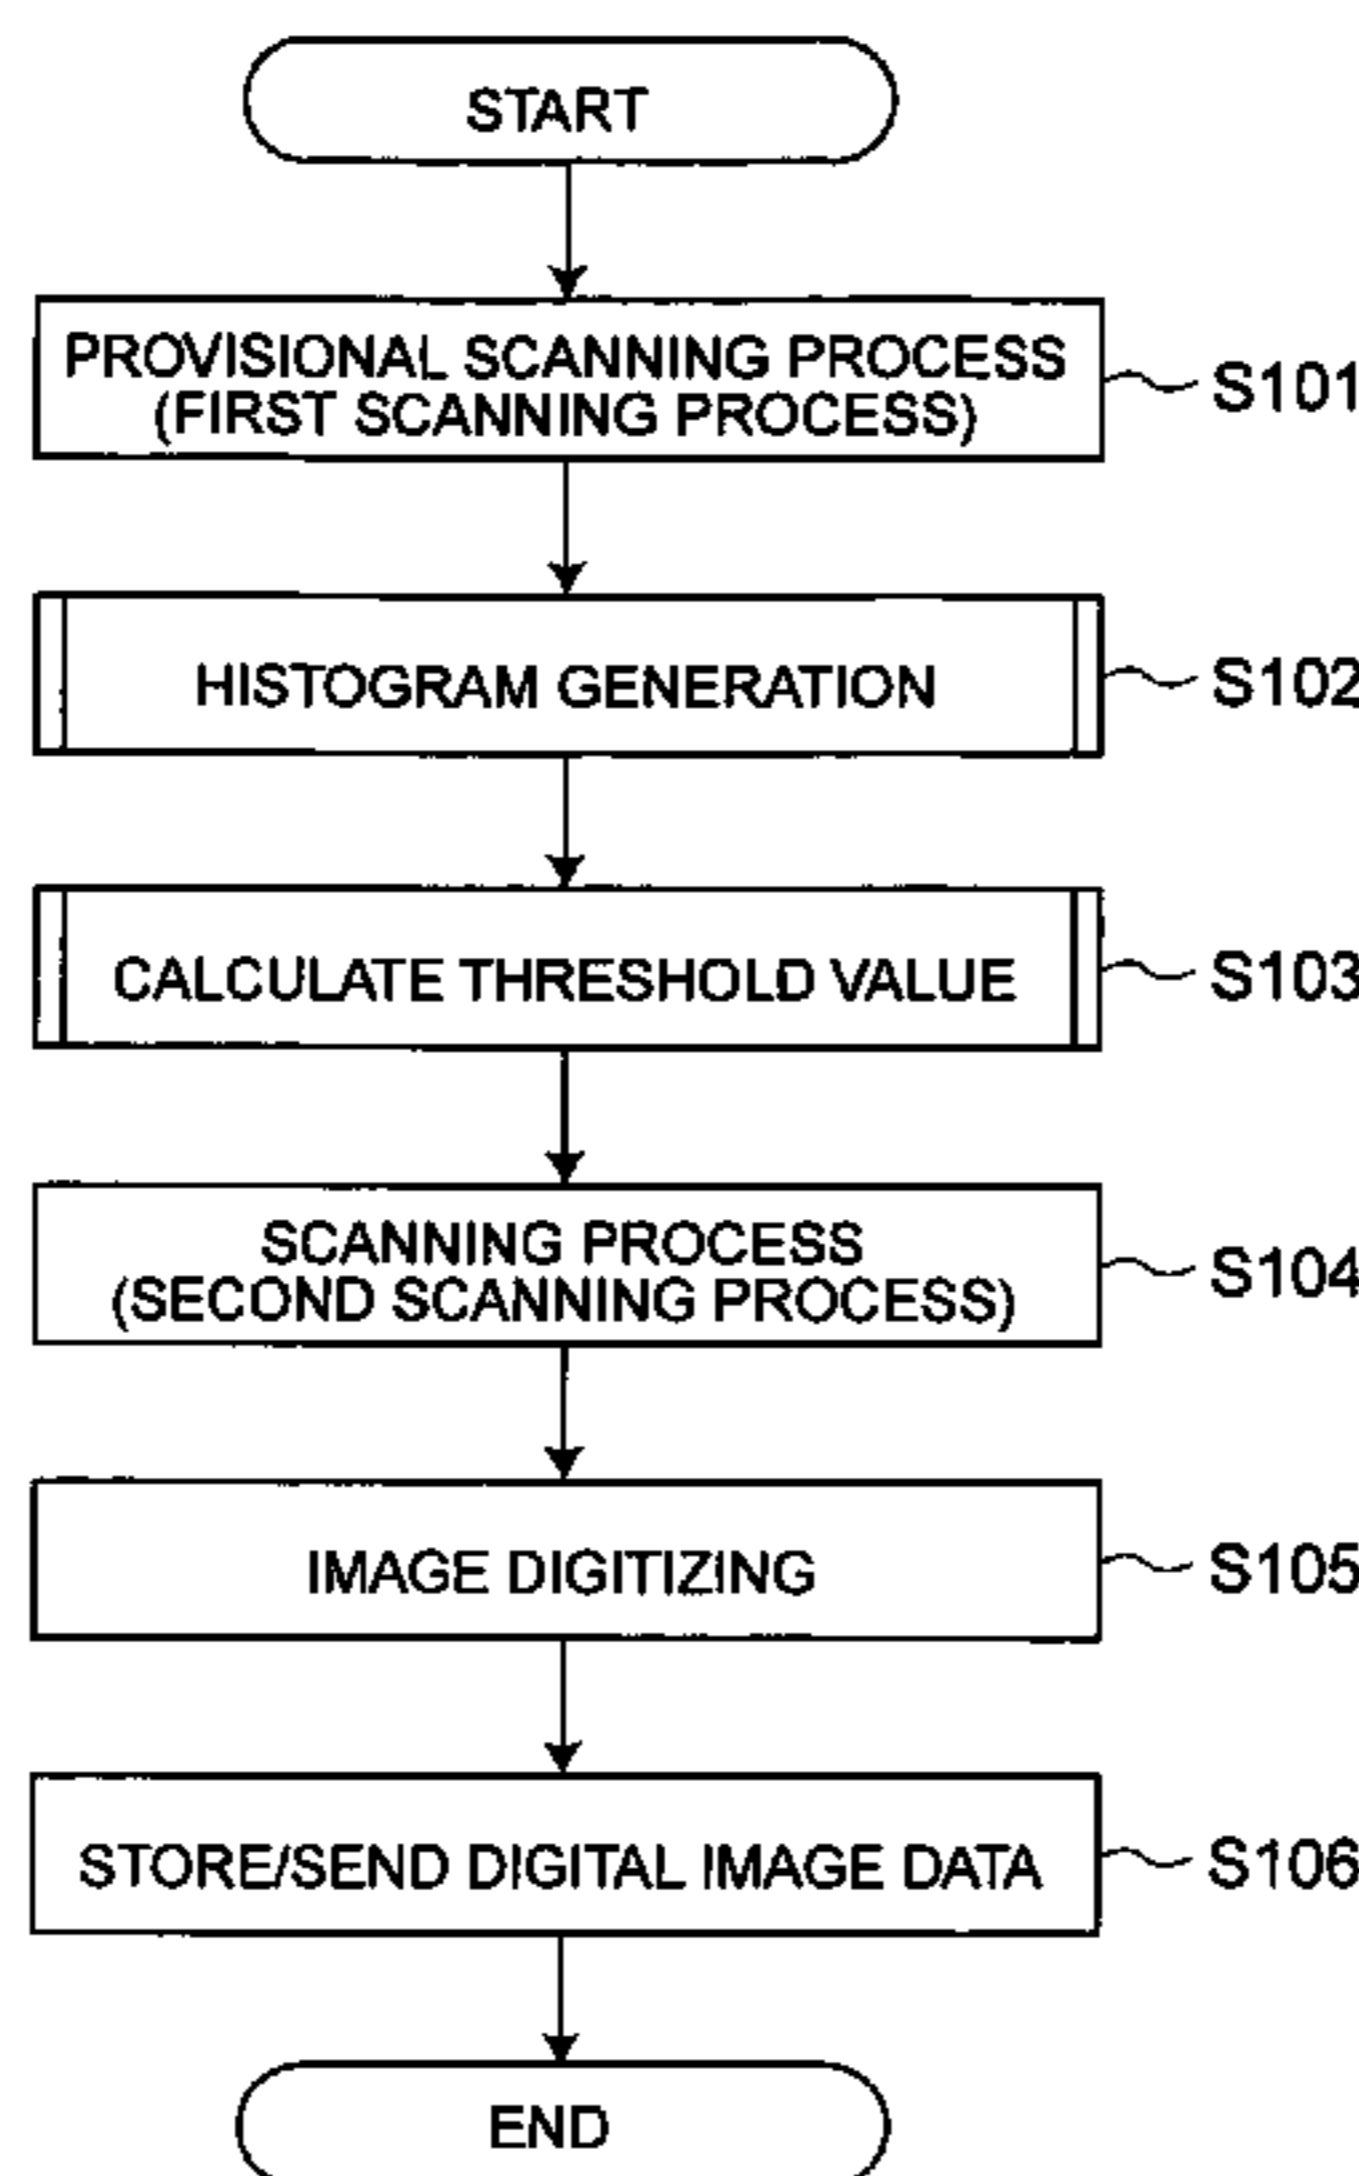 START
PROVISIONAL SCANNING PROCESS
(FIRST SCANNING PROCESS)
S101
HISTOGRAM GENERATION
S102
CALCULATE THRESHOLD VALUE
S103
SCANNING PROCESS
(SECOND SCANNING PROCESS)
S104
IMAGE DIGITIZING
S105
STORE/SEND DIGITAL IMAGE DATA
S106
END